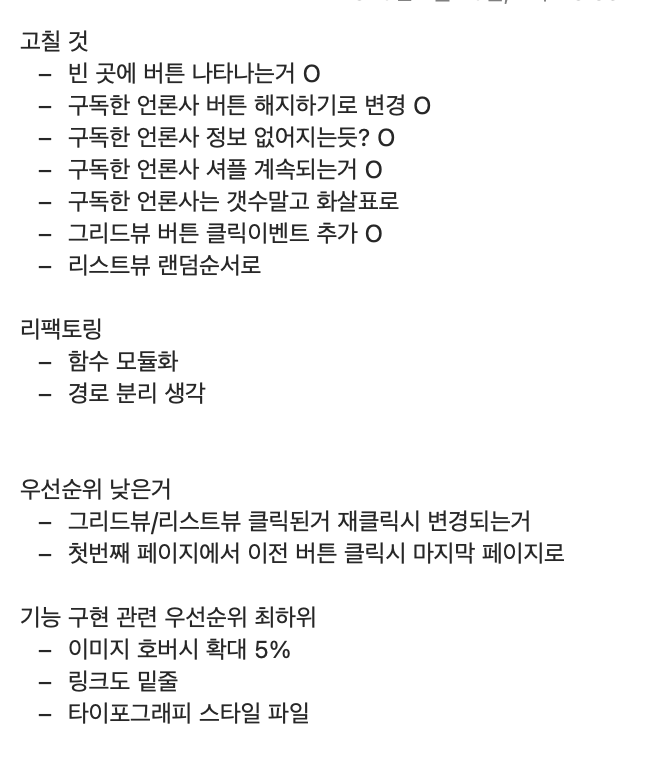 고칠 것
– 빈 곳에 버튼 나타나는거 O
– 구독한 언론사 버튼 해지하기로 변경 O
– 구독한 언론사 정보 없어지는듯? O
– 구독한 언론사 셔플 계속되는거 O
– 구독한 언론사는 갯수말고 화살표로
– 그리드뷰 버튼 클릭이벤트 추가 O
– 리스트뷰 랜덤순서로
리팩토링
– 함수 모듈화
– 경로 분리 생각
우선순위 낮은거
– 그리드뷰/리스트뷰 클릭된거 재클릭시 변경되는거
– 첫번째 페이지에서 이전 버튼 클릭시 마지막 페이지로
기능 구현 관련 우선순위 최하위
– 이미지 호버시 확대 5%
– 링크도 밑줄
– 타이포그래피 스타일 파일